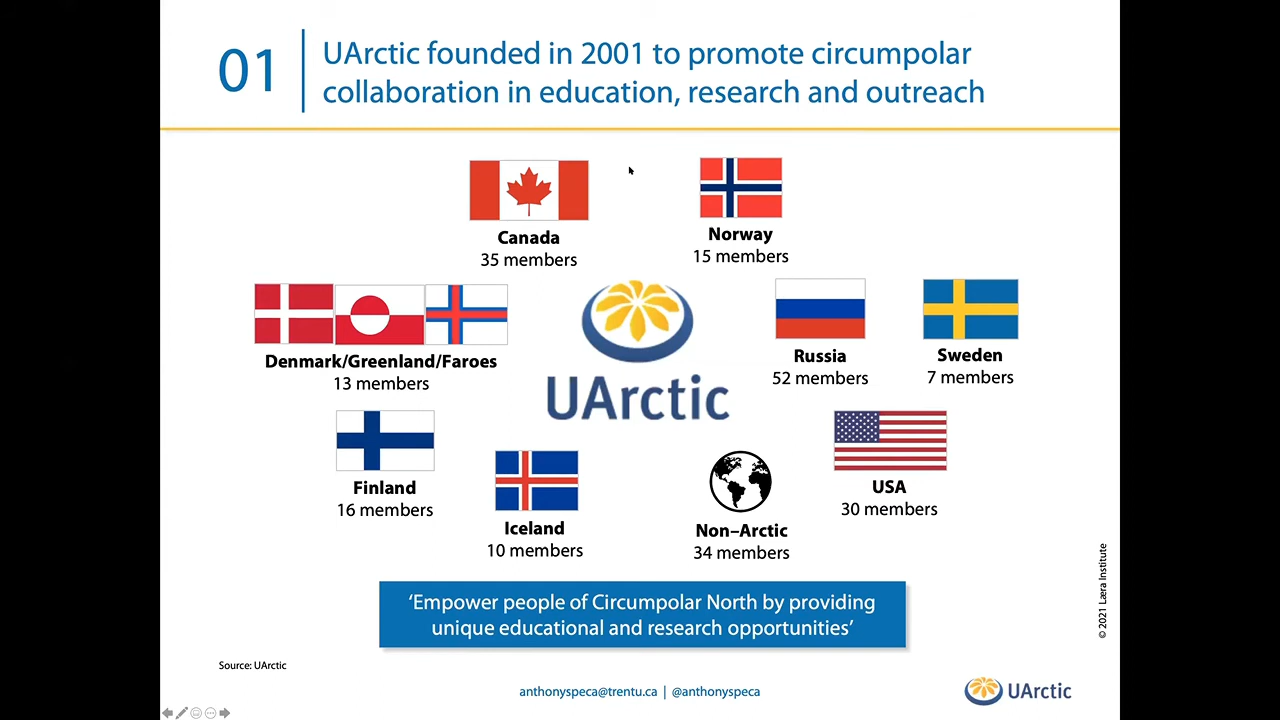 01
UArctic founded in 2001 to promote circumpolar
collaboration in education, research and outreach
Canada
35 members
Norway
15 members
Denmark/Greenland/Faroes
13 members
UArctic
Russia
52 members
Sweden
7 members
Finland
16 members
Iceland
10 members
Non–Arctic
34 members
USA
30 members
‘Empower people of Circumpolar North by providing
unique educational and research opportunities’
© 2021 Læra Institute
Source: UArctic
anthonyspeca@trentu.ca | @anthonyspeca
UArctic